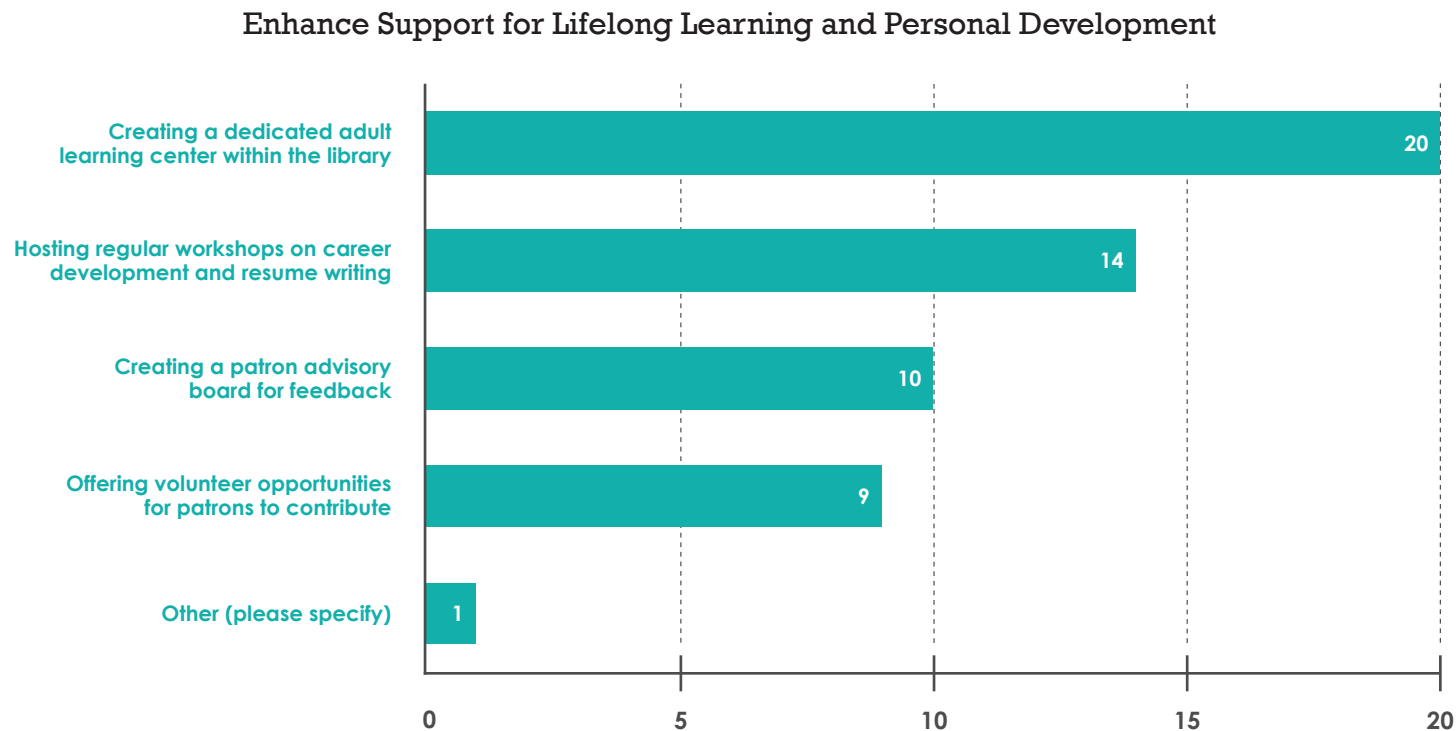 Enhance Support for Lifelong Learning and Personal Development
Creating a dedicated adult
learning center within the library
20
Hosting regular workshops on career
development and resume writing
14
Creating a patron advisory
board for feedback
10
Offering volunteer opportunities
for patrons to contribute
9
Other (please specify)
1
0 5 10 15 20